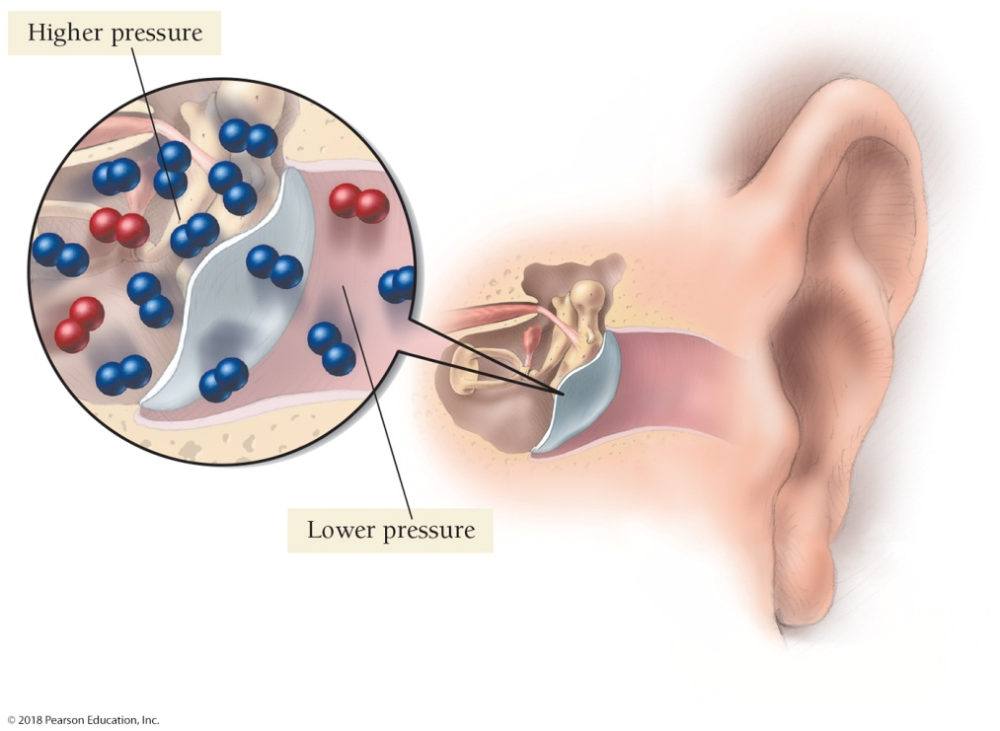 Higher pressure
Lower pressure
© 2018 Pearson Education, Inc.